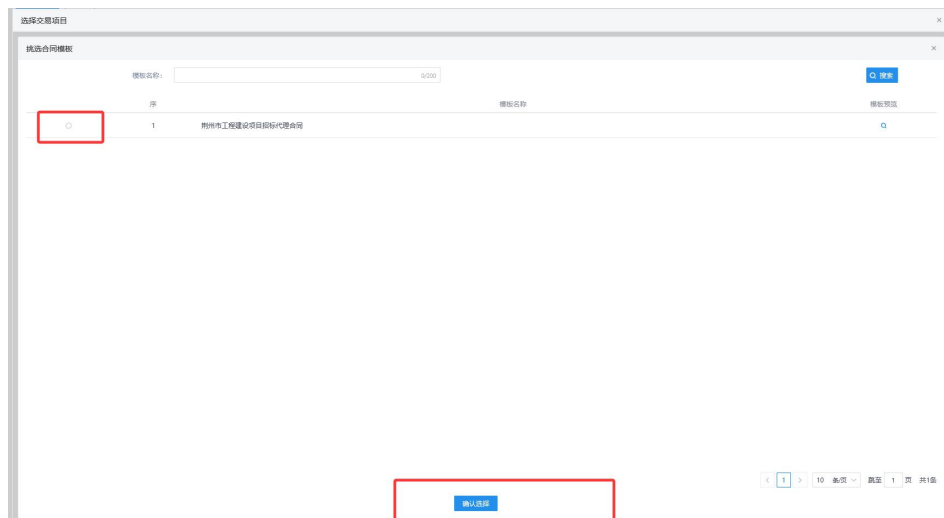 选择交易项目 ×
挑选合同模板 ×
模板名称： 0/200 搜索
序 模板名称 模板预览
1 荆州市工程建设项目招标代理合同
< 1 > 10 条/页 跳至 1 页 共1条
确认选择